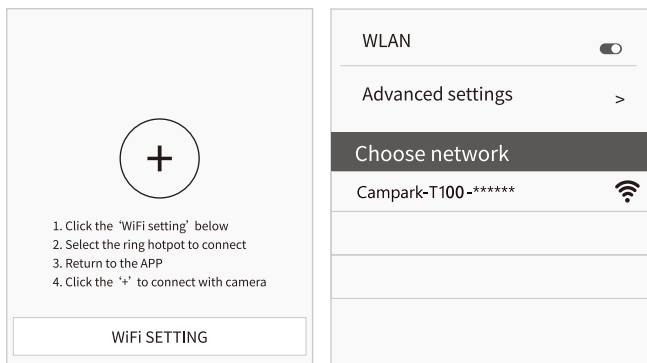 +
1. Click the ‘WiFi setting’ below
2. Select the ring hotpot to connect
3. Return to the APP
4. Click the ‘+’ to connect with camera
WiFi SETTING
WLAN
Advanced settings >
Choose network
Campark-T100-******